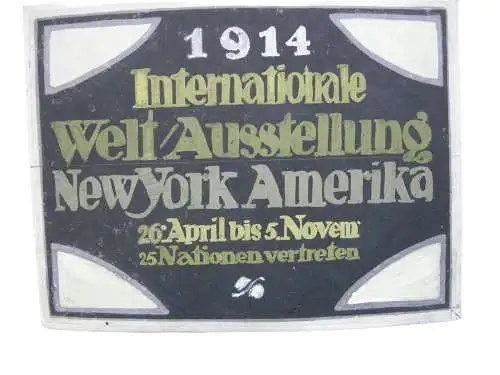 1914
Internationale
Welt/Ausstellung
New York Amerika
26. April bis 5. Novem.
25 Nationen vertreten